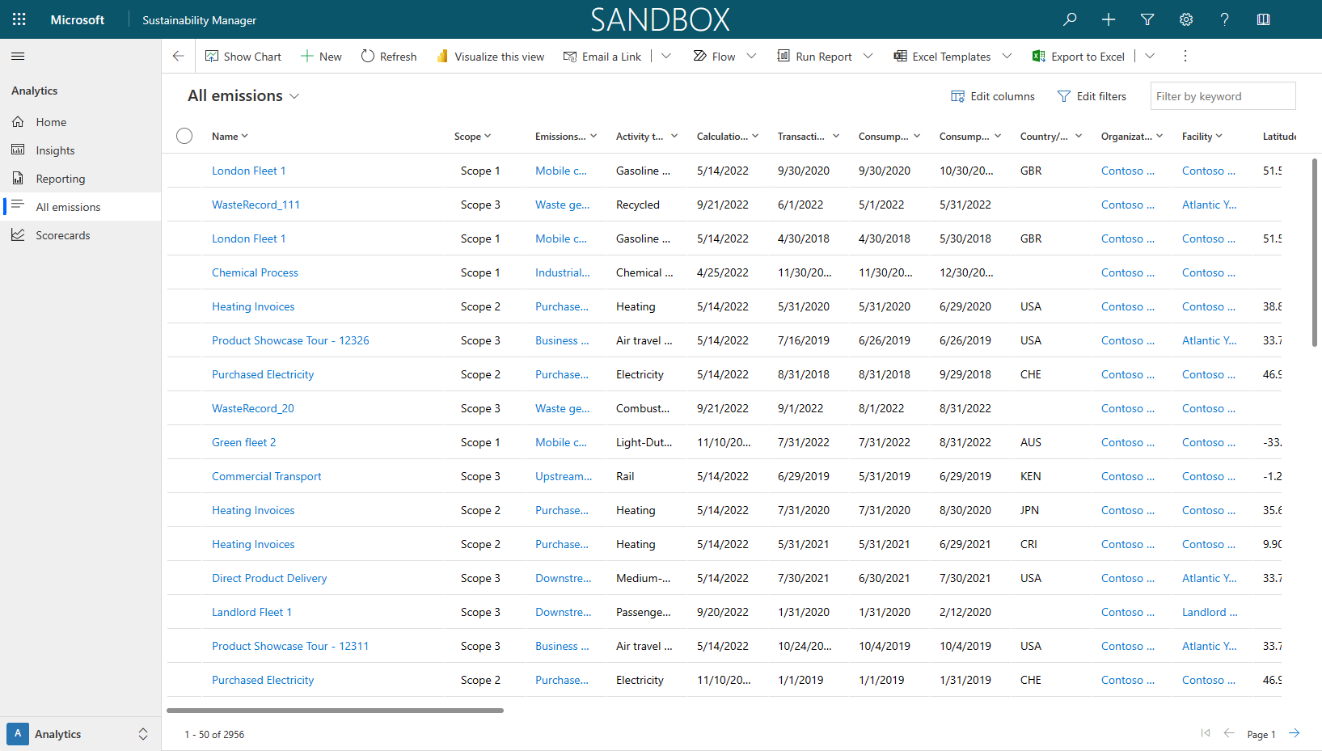 Microsoft Sustainability Manager SANDBOX ?
Show Chart New Refresh Visualize this view Email a Link Flow Run Report Excel Templates Export to Excel
Analytics
Home
Insights
Reporting
All emissions
Scorecards
All emissions Edit columns Edit filters Filter by keyword
Name Scope Emissions... Activity t... Calculatio... Transacti... Consump... Consump... Country/... Organizat... Facility Latitude
London Fleet 1 Scope 1 Mobile c... Gasoline ... 5/14/2022 9/30/2020 9/30/2020 10/30/20... GBR Contoso ... Contoso ... 51.5
WasteRecord_111 Scope 3 Waste ge... Recycled 9/21/2022 6/1/2022 5/1/2022 5/31/2022 Contoso ... Atlantic Y...
London Fleet 1 Scope 1 Mobile c... Gasoline ... 5/14/2022 4/30/2018 4/30/2018 5/30/2018 GBR Contoso ... Contoso ... 51.5
Chemical Process Scope 1 Industrial... Chemical ... 4/25/2022 11/30/20... 11/30/20... 12/30/20... Contoso ... Contoso ...
Heating Invoices Scope 2 Purchase... Heating 5/14/2022 5/31/2020 5/31/2020 6/29/2020 USA Contoso ... Contoso ... 38.8
Product Showcase Tour - 12326 Scope 3 Business ... Air travel ... 5/14/2022 7/16/2019 6/26/2019 6/26/2019 USA Contoso ... Atlantic Y... 33.7
Purchased Electricity Scope 2 Purchase... Electricity 5/14/2022 8/31/2018 8/31/2018 9/29/2018 CHE Contoso ... Contoso ... 46.9
WasteRecord_20 Scope 3 Waste ge... Combust... 9/21/2022 9/1/2022 8/1/2022 8/31/2022 Contoso ... Contoso ...
Green fleet 2 Scope 1 Mobile c... Light-Dut... 11/10/20... 7/31/2022 7/31/2022 8/31/2022 AUS Contoso ... Contoso ... -33.
Commercial Transport Scope 3 Upstream... Rail 5/14/2022 6/29/2019 5/31/2019 6/29/2019 KEN Contoso ... Contoso ... -1.2
Heating Invoices Scope 2 Purchase... Heating 5/14/2022 7/31/2020 7/31/2020 8/30/2020 JPN Contoso ... Contoso ... 35.6
Heating Invoices Scope 2 Purchase... Heating 5/14/2022 5/31/2021 5/31/2021 6/29/2021 CRI Contoso ... Contoso ... 9.90
Direct Product Delivery Scope 3 Downstre... Medium-... 5/14/2022 7/30/2021 6/30/2021 7/30/2021 USA Contoso ... Atlantic Y... 33.7
Landlord Fleet 1 Scope 3 Downstre... Passenge... 9/20/2022 1/31/2020 1/31/2020 2/12/2020 Contoso ... Landlord ...
Product Showcase Tour - 12311 Scope 3 Business ... Air travel ... 5/14/2022 10/24/20... 10/4/2019 10/4/2019 USA Contoso ... Atlantic Y... 33.7
Purchased Electricity Scope 2 Purchase... Electricity 11/10/20... 1/1/2019 1/1/2019 1/31/2019 CHE Contoso ... Contoso ... 46.9
A Analytics
1 - 50 of 2956 Page 1